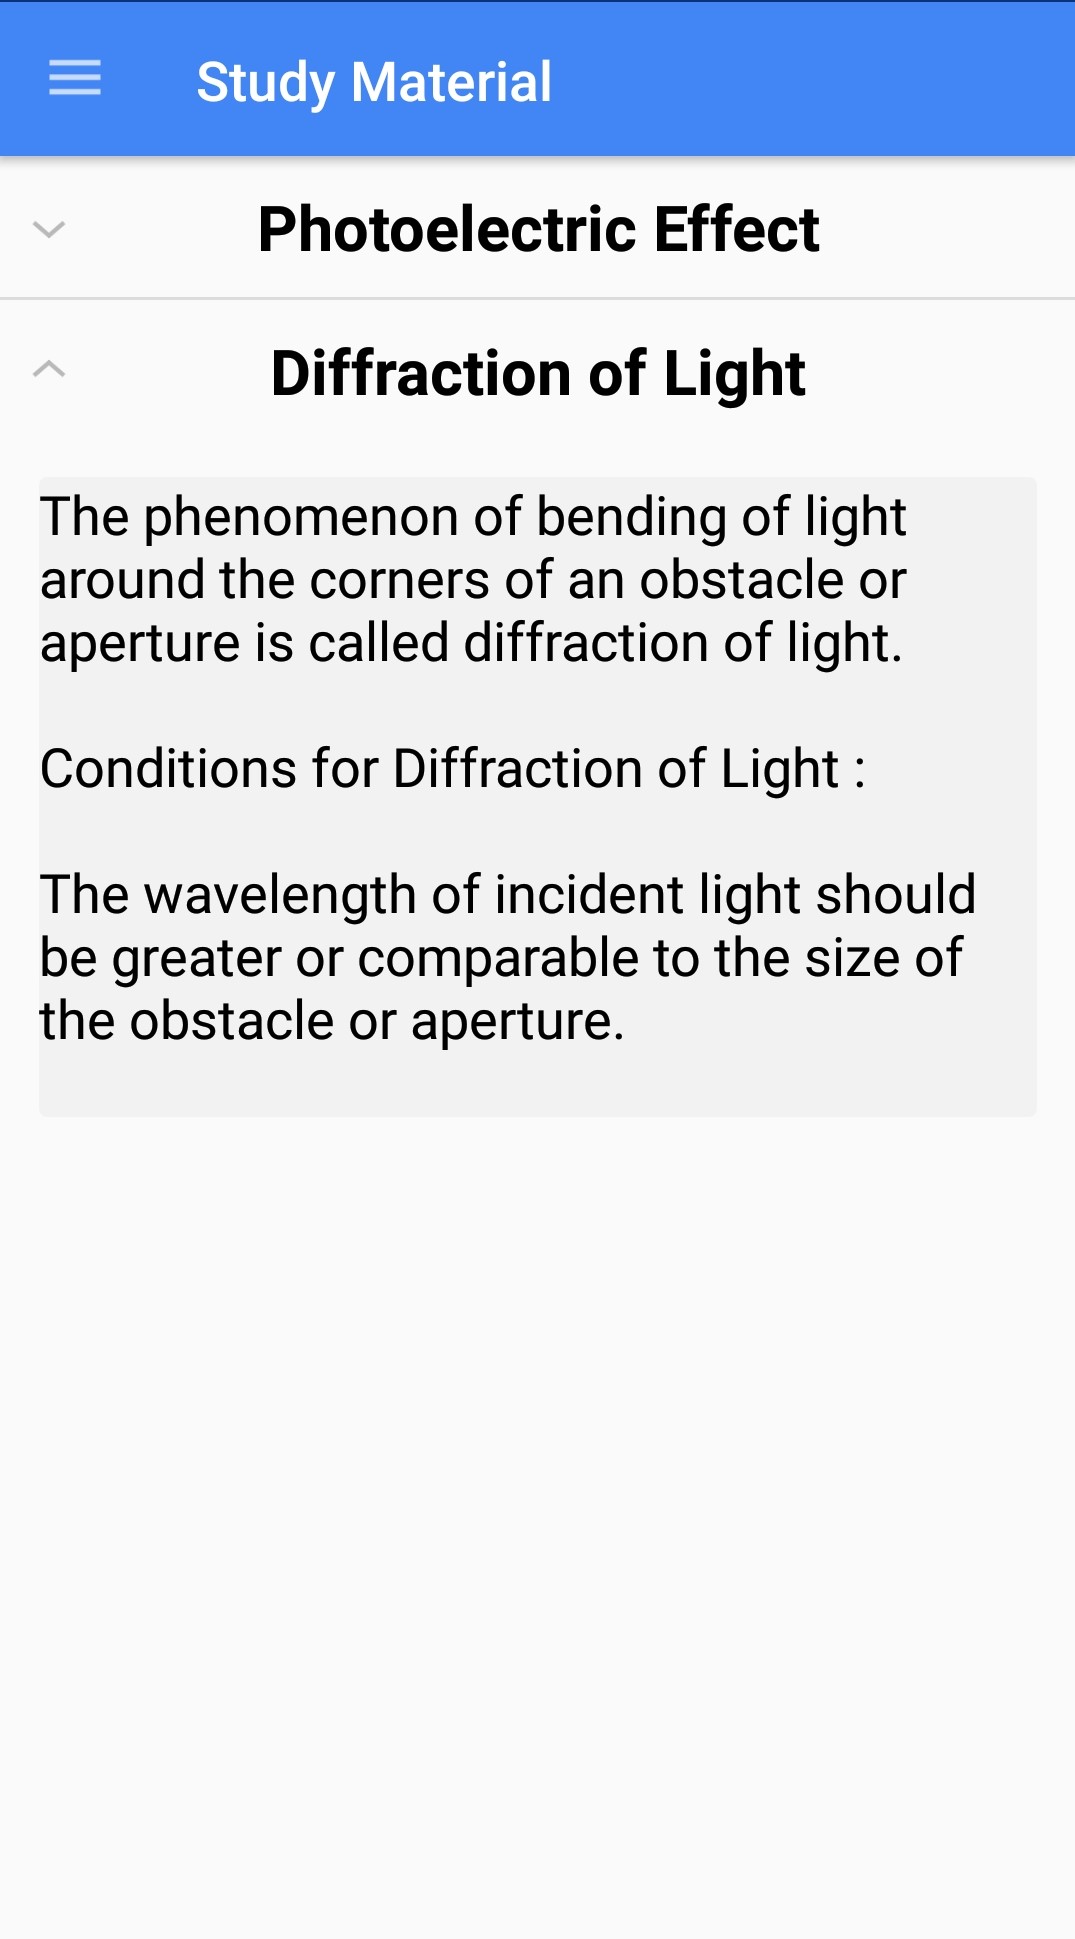 Study Material
Photoelectric Effect
Diffraction of Light
The phenomenon of bending of light
around the corners of an obstacle or
aperture is called diffraction of light.
Conditions for Diffraction of Light :
The wavelength of incident light should
be greater or comparable to the size of
the obstacle or aperture.